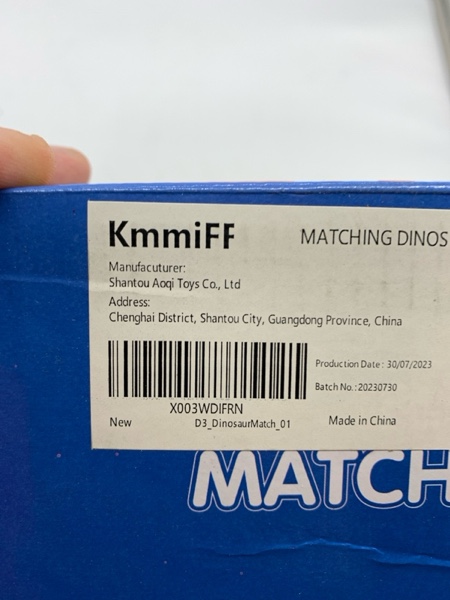 KmmiFF
MATCHING DINOS
Manufacuturer:
Shantou Aoqi Toys Co., Ltd
Address:
Chenghai District, Shantou City, Guangdong Province, China
Production Date: 30/07/2023
Batch No.:20230730
X003WDIFRN
New
D3_DinosaurMatch_01
Made in China
MATCH